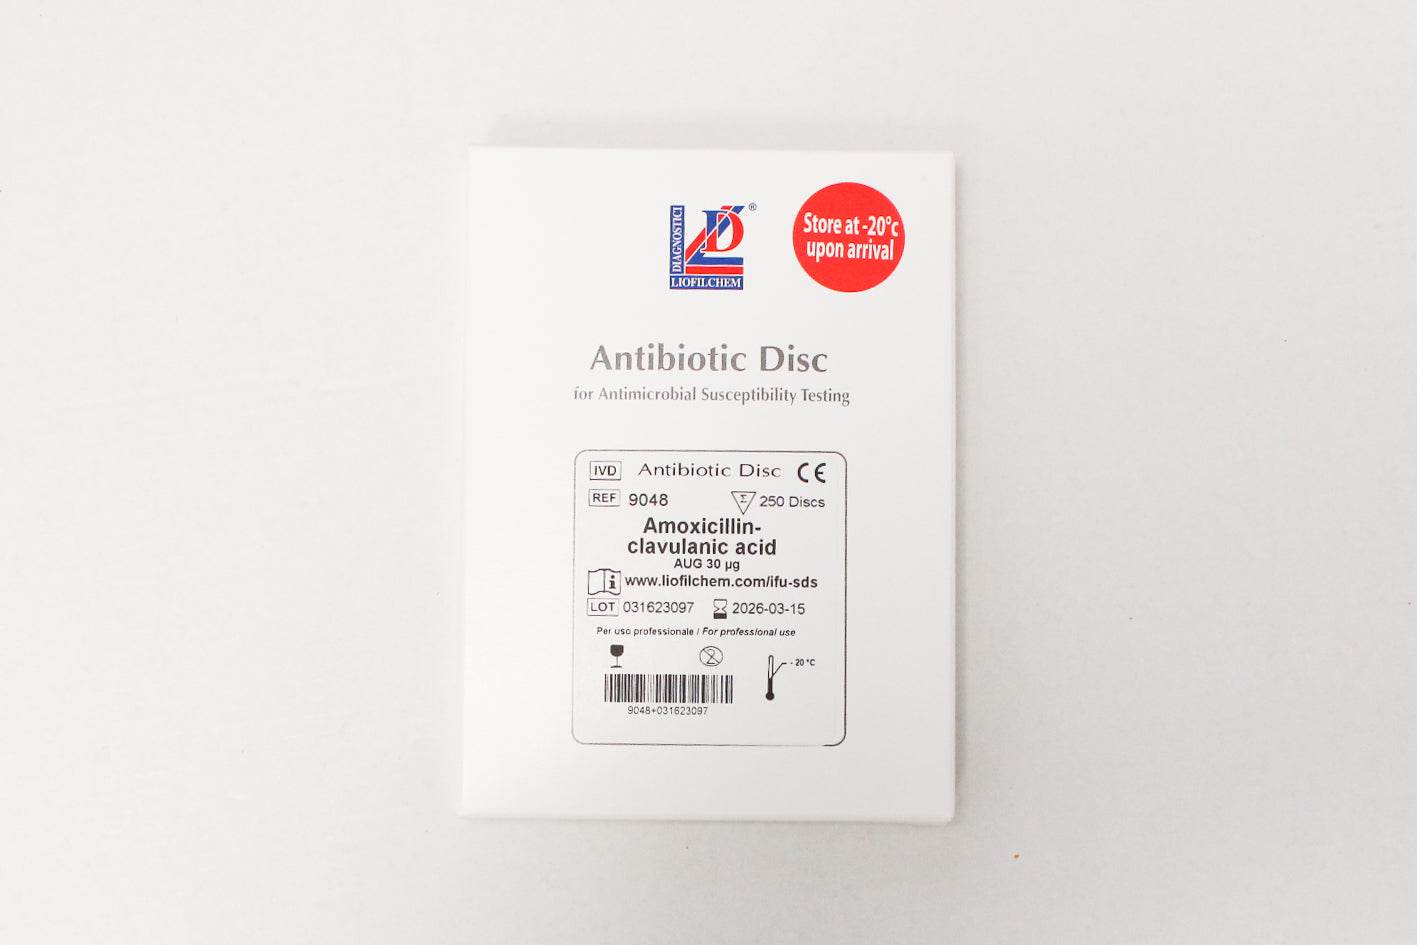 DIAGNOSTICI
LD®
LIOFILCHEM
Store at -20°c
upon arrival
Antibiotic Disc
for Antimicrobial Susceptibility Testing
IVD Antibiotic Disc CE
REF 9048 Σ 250 Discs
Amoxicillin-
clavulanic acid
AUG 30 µg
i www.liofilchem.com/ifu-sds
LOT 031623097 2026-03-15
Per uso professionale / For professional use
2
- 20 °C
9048+031623097